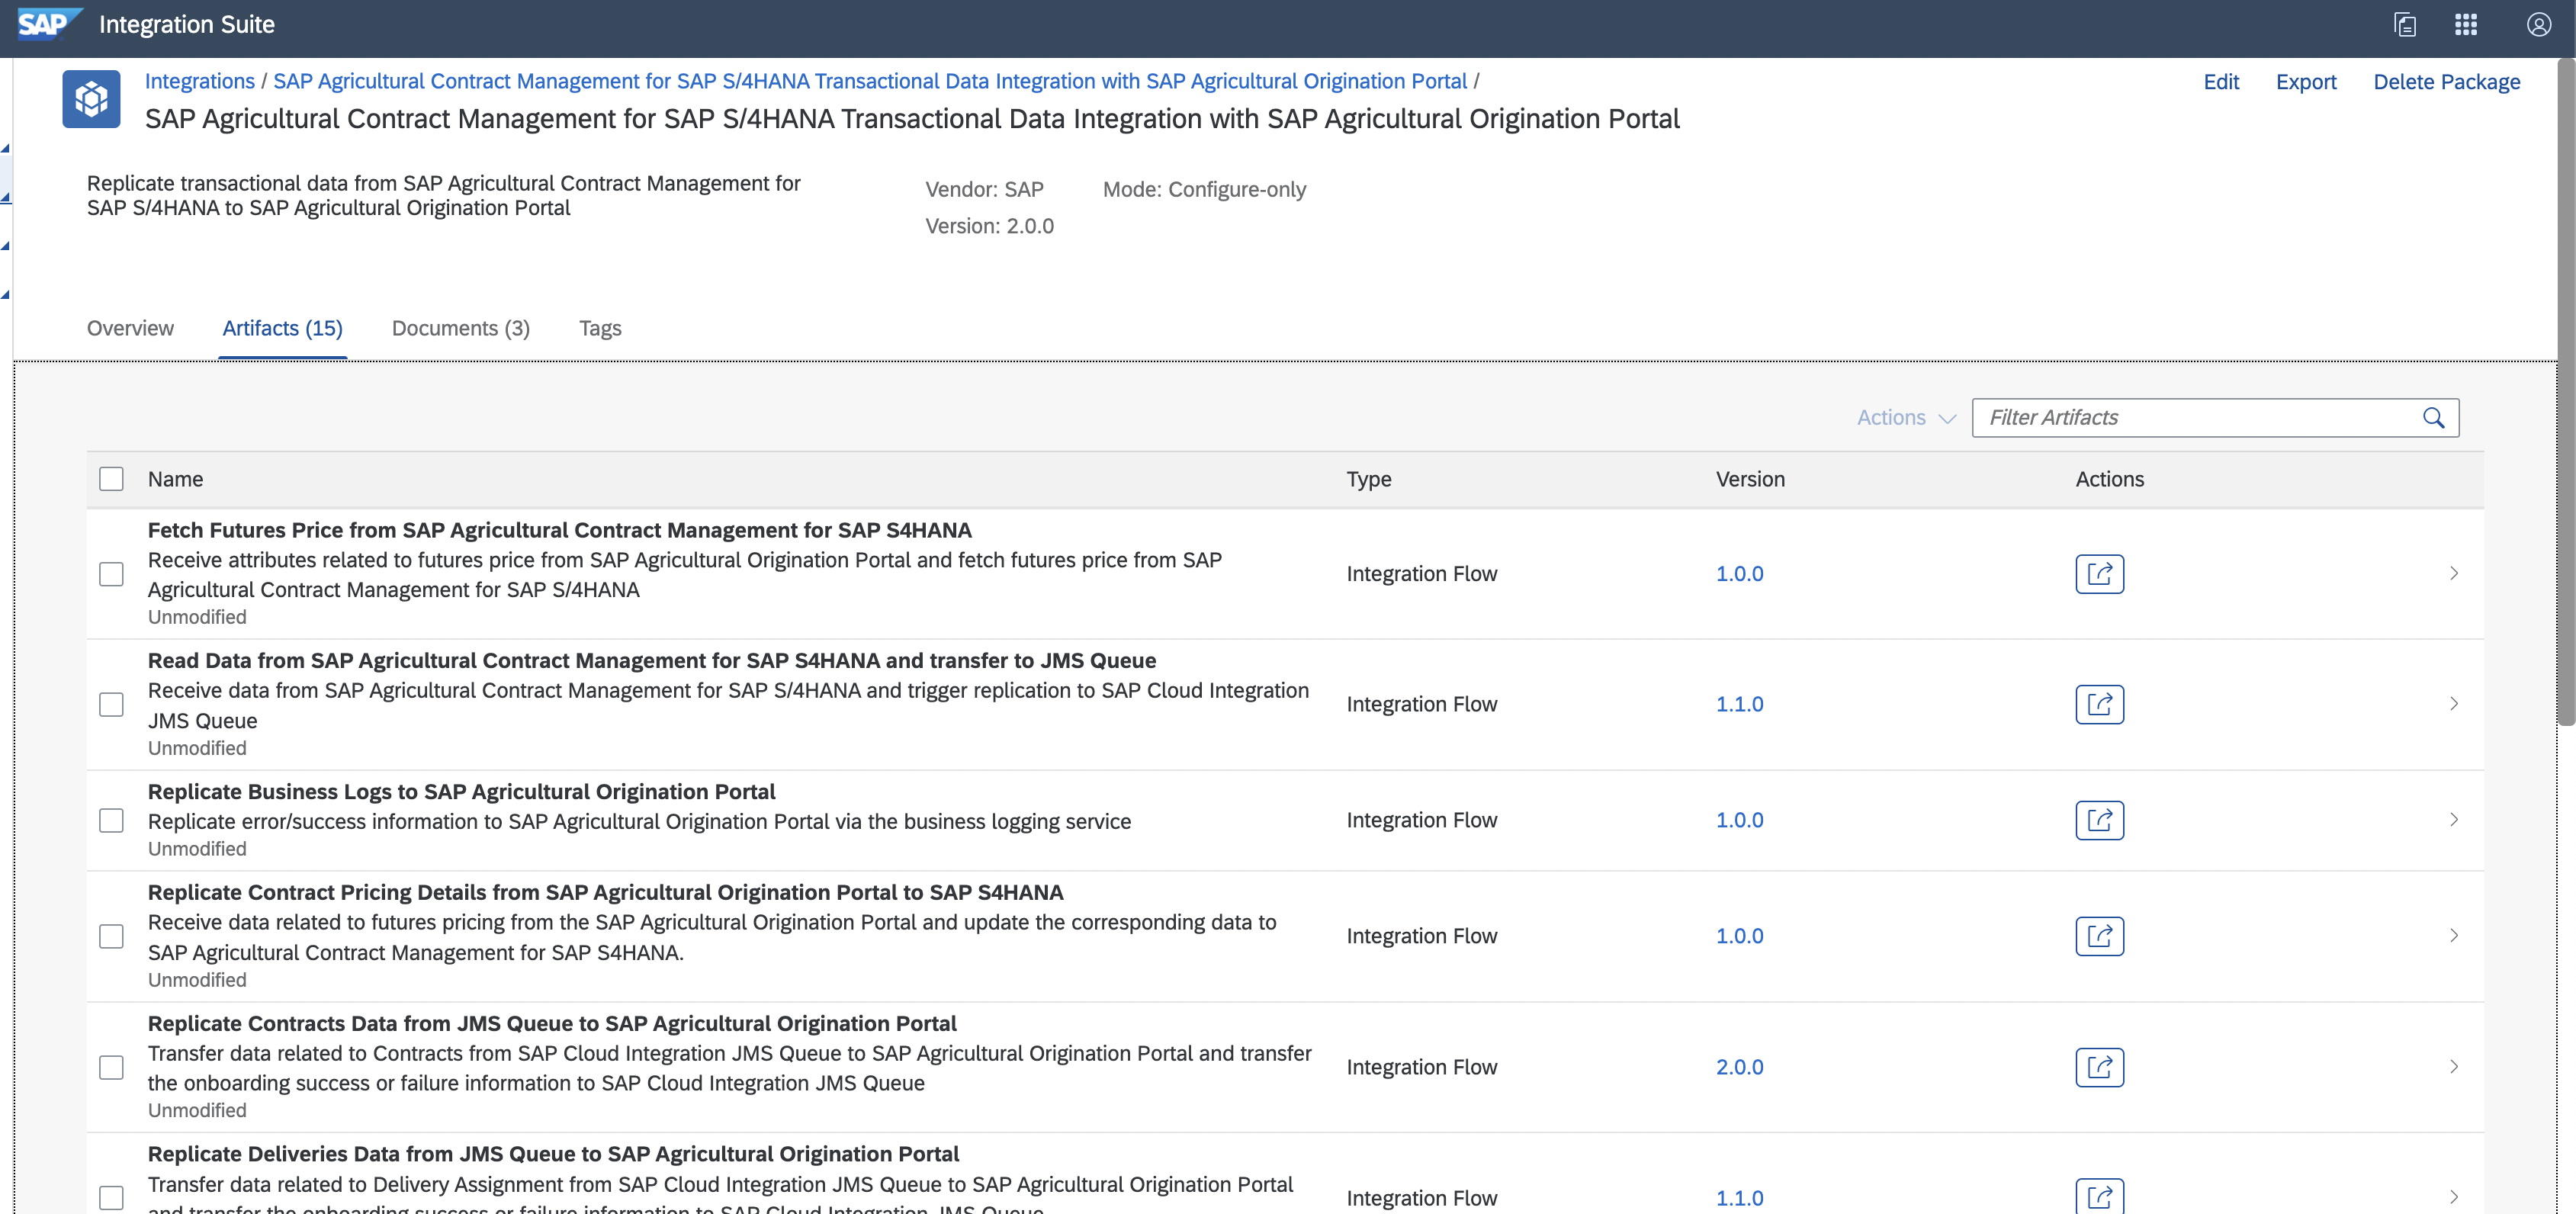 SAP Integration Suite
Integrations / SAP Agricultural Contract Management for SAP S/4HANA Transactional Data Integration with SAP Agricultural Origination Portal /
Edit Export Delete Package
SAP Agricultural Contract Management for SAP S/4HANA Transactional Data Integration with SAP Agricultural Origination Portal
Replicate transactional data from SAP Agricultural Contract Management for
SAP S/4HANA to SAP Agricultural Origination Portal
Vendor: SAP Mode: Configure-only
Version: 2.0.0
Overview Artifacts (15) Documents (3) Tags
Actions Filter Artifacts
Name Type Version Actions
Fetch Futures Price from SAP Agricultural Contract Management for SAP S4HANA
Receive attributes related to futures price from SAP Agricultural Origination Portal and fetch futures price from SAP
Agricultural Contract Management for SAP S/4HANA
Unmodified
Integration Flow 1.0.0
Read Data from SAP Agricultural Contract Management for SAP S4HANA and transfer to JMS Queue
Receive data from SAP Agricultural Contract Management for SAP S/4HANA and trigger replication to SAP Cloud Integration
JMS Queue
Unmodified
Integration Flow 1.1.0
Replicate Business Logs to SAP Agricultural Origination Portal
Replicate error/success information to SAP Agricultural Origination Portal via the business logging service
Unmodified
Integration Flow 1.0.0
Replicate Contract Pricing Details from SAP Agricultural Origination Portal to SAP S4HANA
Receive data related to futures pricing from the SAP Agricultural Origination Portal and update the corresponding data to
SAP Agricultural Contract Management for SAP S4HANA.
Unmodified
Integration Flow 1.0.0
Replicate Contracts Data from JMS Queue to SAP Agricultural Origination Portal
Transfer data related to Contracts from SAP Cloud Integration JMS Queue to SAP Agricultural Origination Portal and transfer
the onboarding success or failure information to SAP Cloud Integration JMS Queue
Unmodified
Integration Flow 2.0.0
Replicate Deliveries Data from JMS Queue to SAP Agricultural Origination Portal
Transfer data related to Delivery Assignment from SAP Cloud Integration JMS Queue to SAP Agricultural Origination Portal
and transfer the onboarding success or failure information to SAP Cloud Integration JMS Queue
Integration Flow 1.1.0